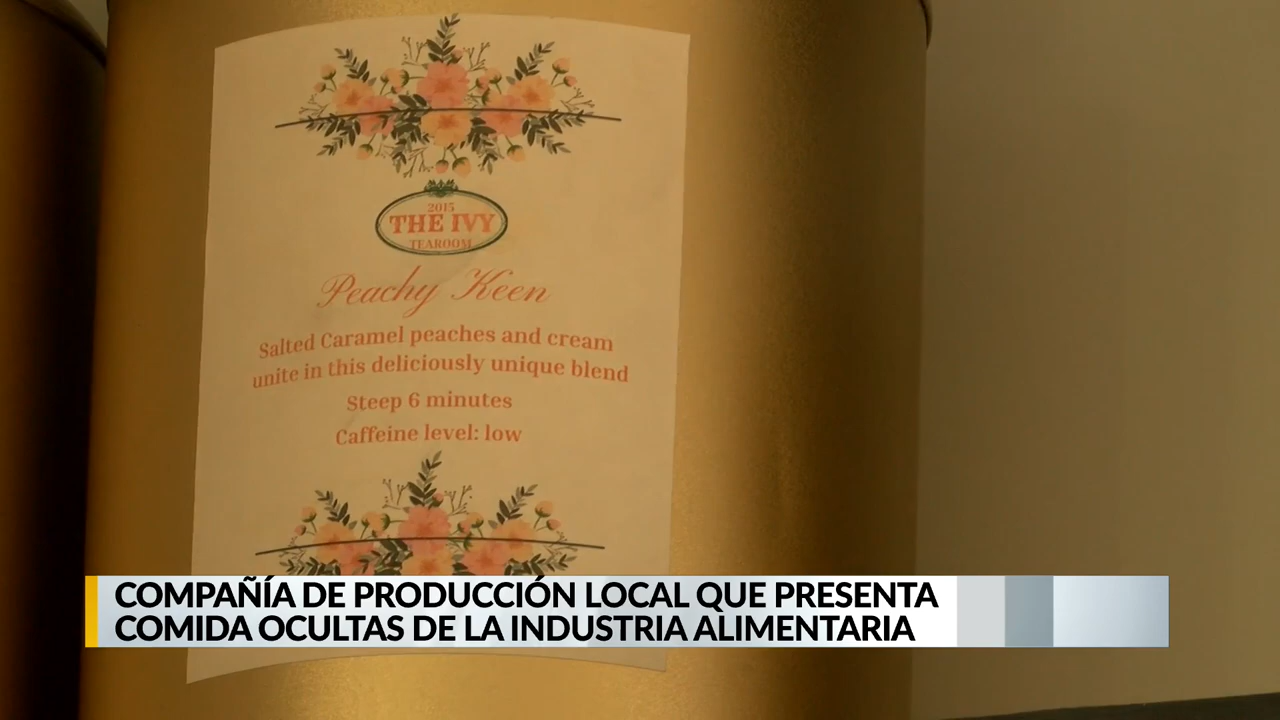 2015
THE IVY
TEAROOM
Peachy Keen
Salted Caramel peaches and cream
unite in this deliciously unique blend
Steep 6 minutes
Caffeine level: low
COMPAÑÍA DE PRODUCCIÓN LOCAL QUE PRESENTA
COMIDA OCULTAS DE LA INDUSTRIA ALIMENTARIA